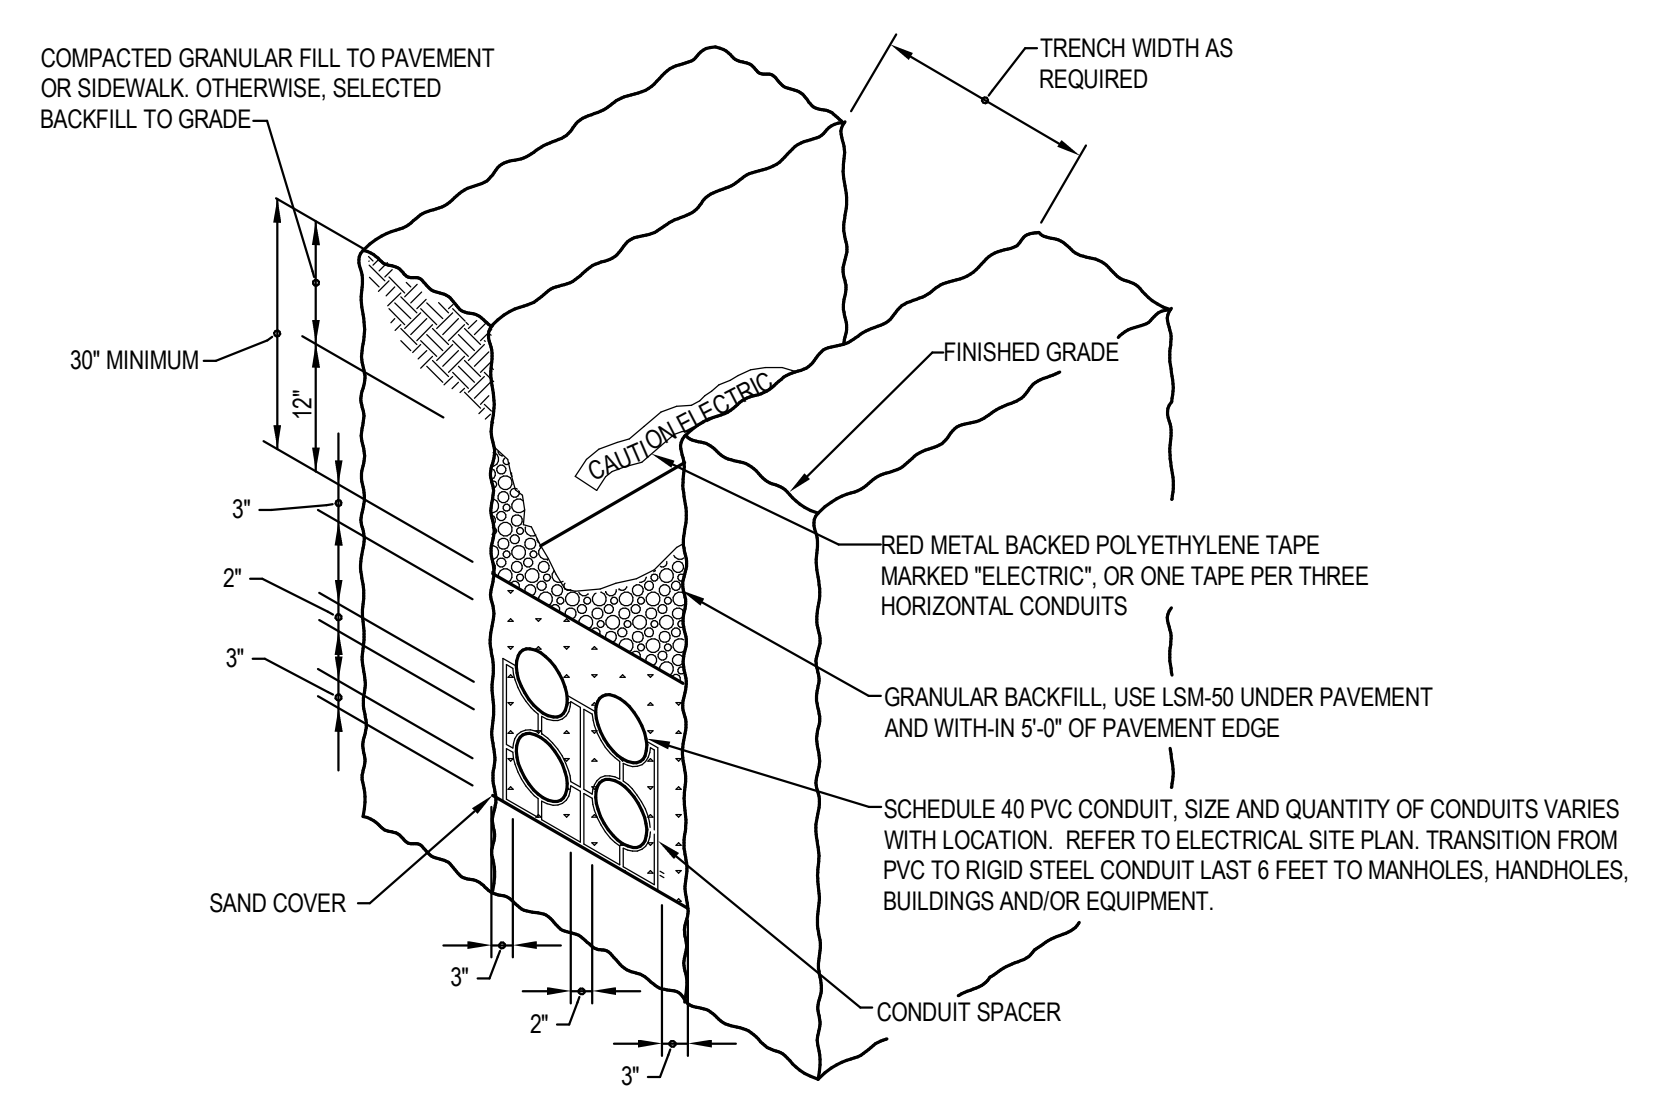 COMPACTED GRANULAR FILL TO PAVEMENT
OR SIDEWALK. OTHERWISE, SELECTED
BACKFILL TO GRADE
TRENCH WIDTH AS
REQUIRED
30" MINIMUM
12"
FINISHED GRADE
CAUTION ELECTRIC
3"
2"
3"
RED METAL BACKED POLYETHYLENE TAPE
MARKED "ELECTRIC", OR ONE TAPE PER THREE
HORIZONTAL CONDUITS
GRANULAR BACKFILL, USE LSM-50 UNDER PAVEMENT
AND WITH-IN 5'-0" OF PAVEMENT EDGE
SCHEDULE 40 PVC CONDUIT, SIZE AND QUANTITY OF CONDUITS VARIES
WITH LOCATION. REFER TO ELECTRICAL SITE PLAN. TRANSITION FROM
PVC TO RIGID STEEL CONDUIT LAST 6 FEET TO MANHOLES, HANDHOLES,
BUILDINGS AND/OR EQUIPMENT.
SAND COVER
3"
2"
3"
CONDUIT SPACER